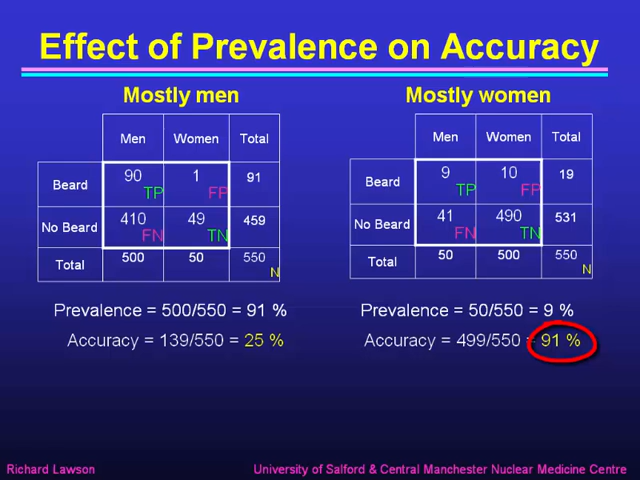 Effect of Prevalence on Accuracy
Mostly men
Men Women Total
Beard 90 TP 1 FP 91
No Beard 410 FN 49 TN 459
Total 500 50 550 N
Prevalence = 500/550 = 91 %
Accuracy = 139/550 = 25 %
Mostly women
Men Women Total
Beard 9 TP 10 FP 19
No Beard 41 FN 490 TN 531
Total 50 500 550 N
Prevalence = 50/550 = 9 %
Accuracy = 499/550 = 91 %
Richard Lawson
University of Salford & Central Manchester Nuclear Medicine Centre